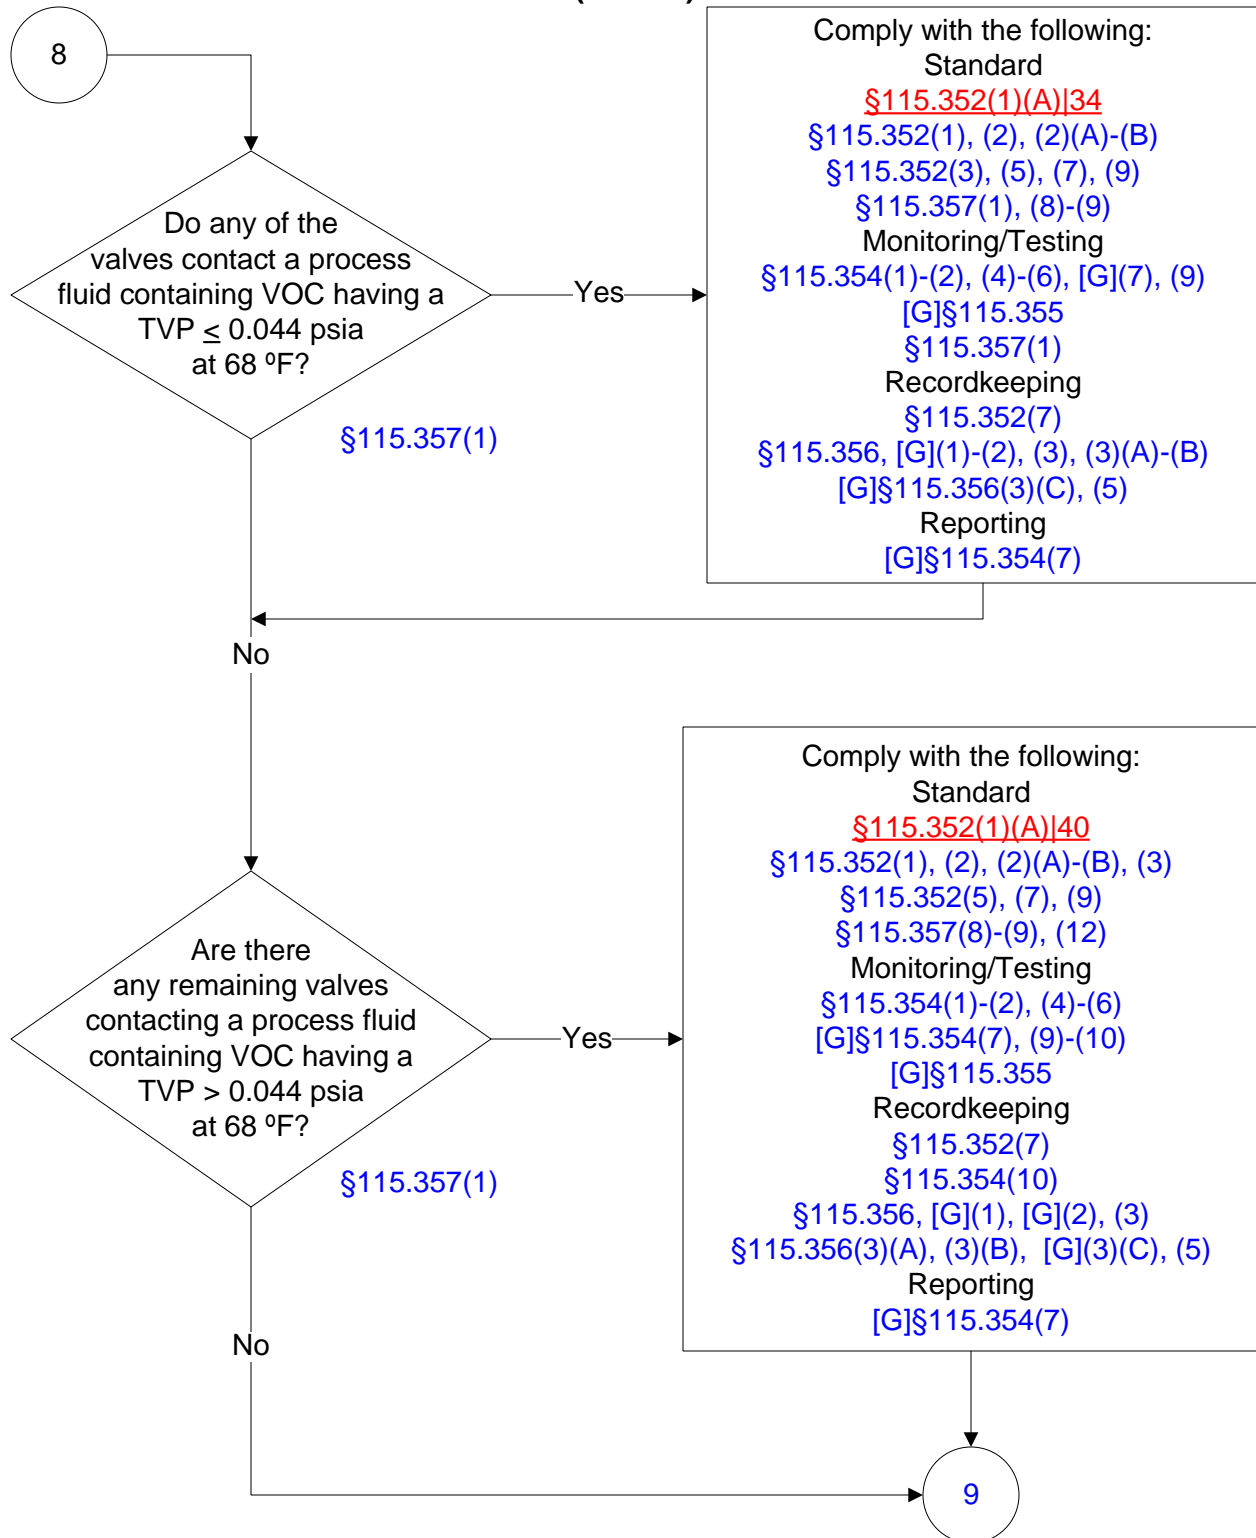 8
Do any of the
valves contact a process
fluid containing VOC having a
TVP ≤ 0.044 psia
at 68 ºF?
§115.357(1)
Yes
Comply with the following:
Standard
§115.352(1)(A)|34
§115.352(1), (2), (2)(A)-(B)
§115.352(3), (5), (7), (9)
§115.357(1), (8)-(9)
Monitoring/Testing
§115.354(1)-(2), (4)-(6), [G](7), (9)
[G]§115.355
§115.357(1)
Recordkeeping
§115.352(7)
§115.356, [G](1)-(2), (3), (3)(A)-(B)
[G]§115.356(3)(C), (5)
Reporting
[G]§115.354(7)
No
Are there
any remaining valves
contacting a process fluid
containing VOC having a
TVP > 0.044 psia
at 68 ºF?
§115.357(1)
Yes
Comply with the following:
Standard
§115.352(1)(A)|40
§115.352(1), (2), (2)(A)-(B), (3)
§115.352(5), (7), (9)
§115.357(8)-(9), (12)
Monitoring/Testing
§115.354(1)-(2), (4)-(6)
[G]§115.354(7), (9)-(10)
[G]§115.355
Recordkeeping
§115.352(7)
§115.354(10)
§115.356, [G](1), [G](2), (3)
§115.356(3)(A), (3)(B), [G](3)(C), (5)
Reporting
[G]§115.354(7)
No
9